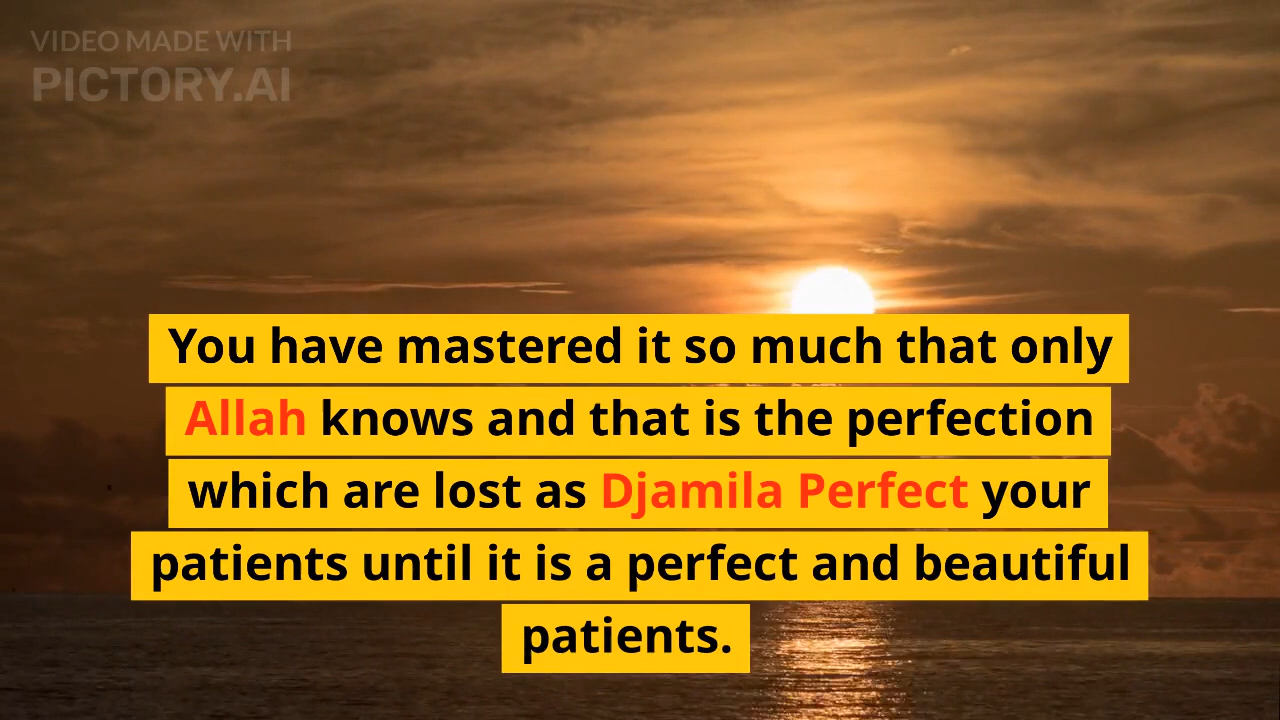 VIDEO MADE WITH
PICTORY.AI
You have mastered it so much that only
Allah knows and that is the perfection
which are lost as Djamila Perfect your
patients until it is a perfect and beautiful
patients.